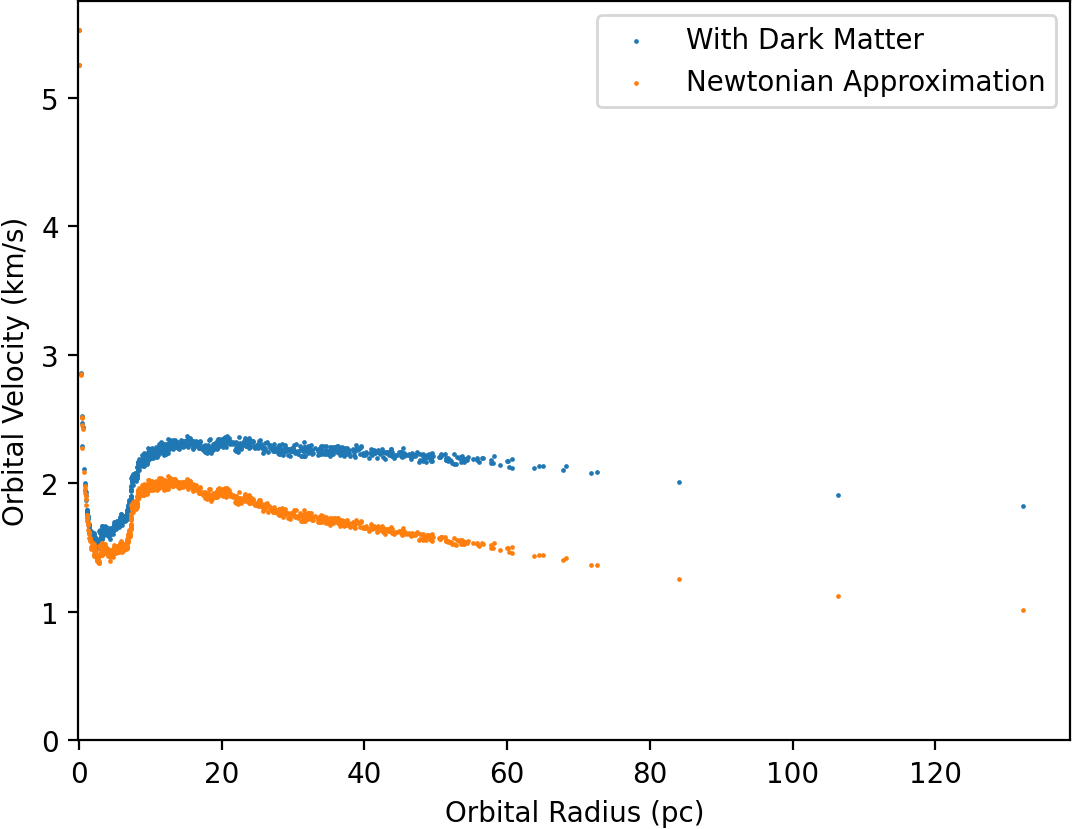 With Dark Matter
Newtonian Approximation
Orbital Velocity (km/s)
5
4
3
2
1
0
0 20 40 60 80 100 120
Orbital Radius (pc)